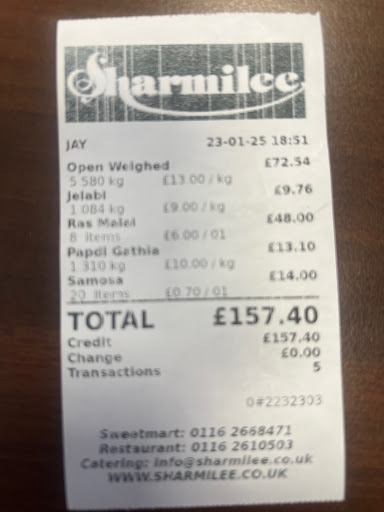 Sharmilee
JAY 23-01-25 18:51
Open Weighed £72.54
5.580 kg £13.00 / kg
Jelabi £9.76
1.084 kg £9.00 / kg
Ras Malai £48.00
8 Items £6.00 / 01
Papdi Gathia £13.10
1.310 kg £10.00 / kg
Samosa £14.00
20 Items £0.70 / 01
TOTAL £157.40
Credit £157.40
Change £0.00
Transactions 5
0#2232303
Sweetmart: 0116 2668471
Restaurant: 0116 2610503
Catering: info@sharmilee.co.uk
WWW.SHARMILEE.CO.UK